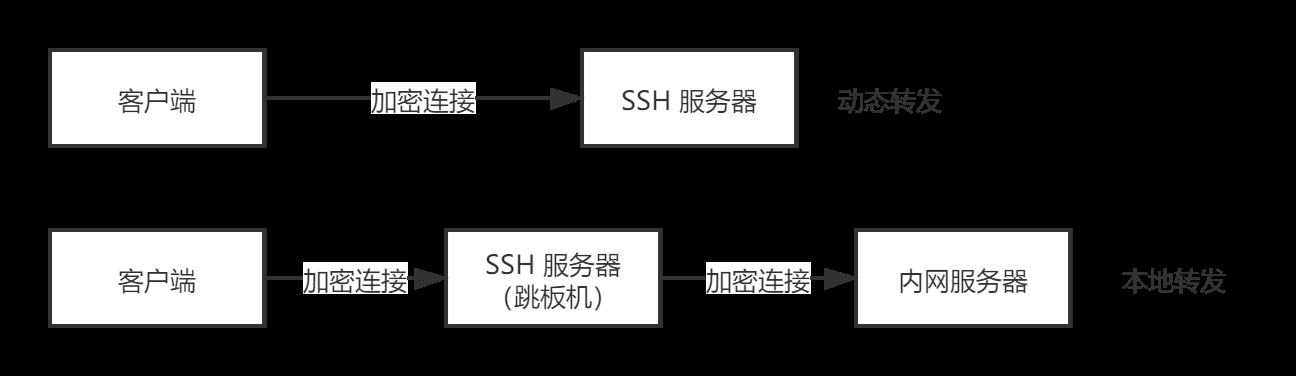 客户端
加密连接
SSH 服务器
动态转发
客户端
加密连接
SSH 服务器
（跳板机）
加密连接
内网服务器
本地转发